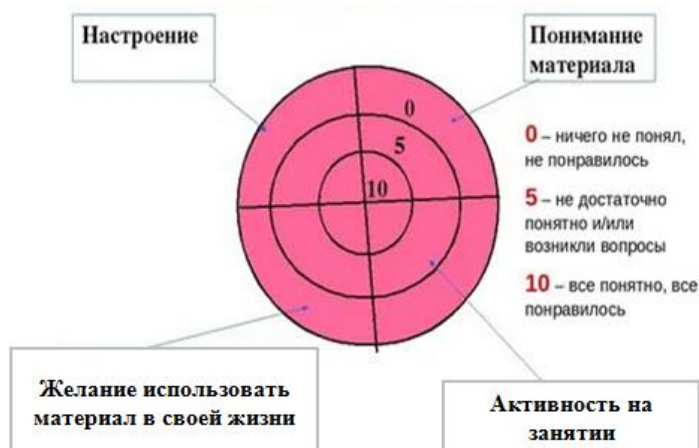 Настроение
Понимание
материала
0
5
10
0 – ничего не понял,
не понравилось
5 – не достаточно
понятно и/или
возникли вопросы
10 – все понятно, все
понравилось
Желание использовать
материал в своей жизни
Активность на
занятии